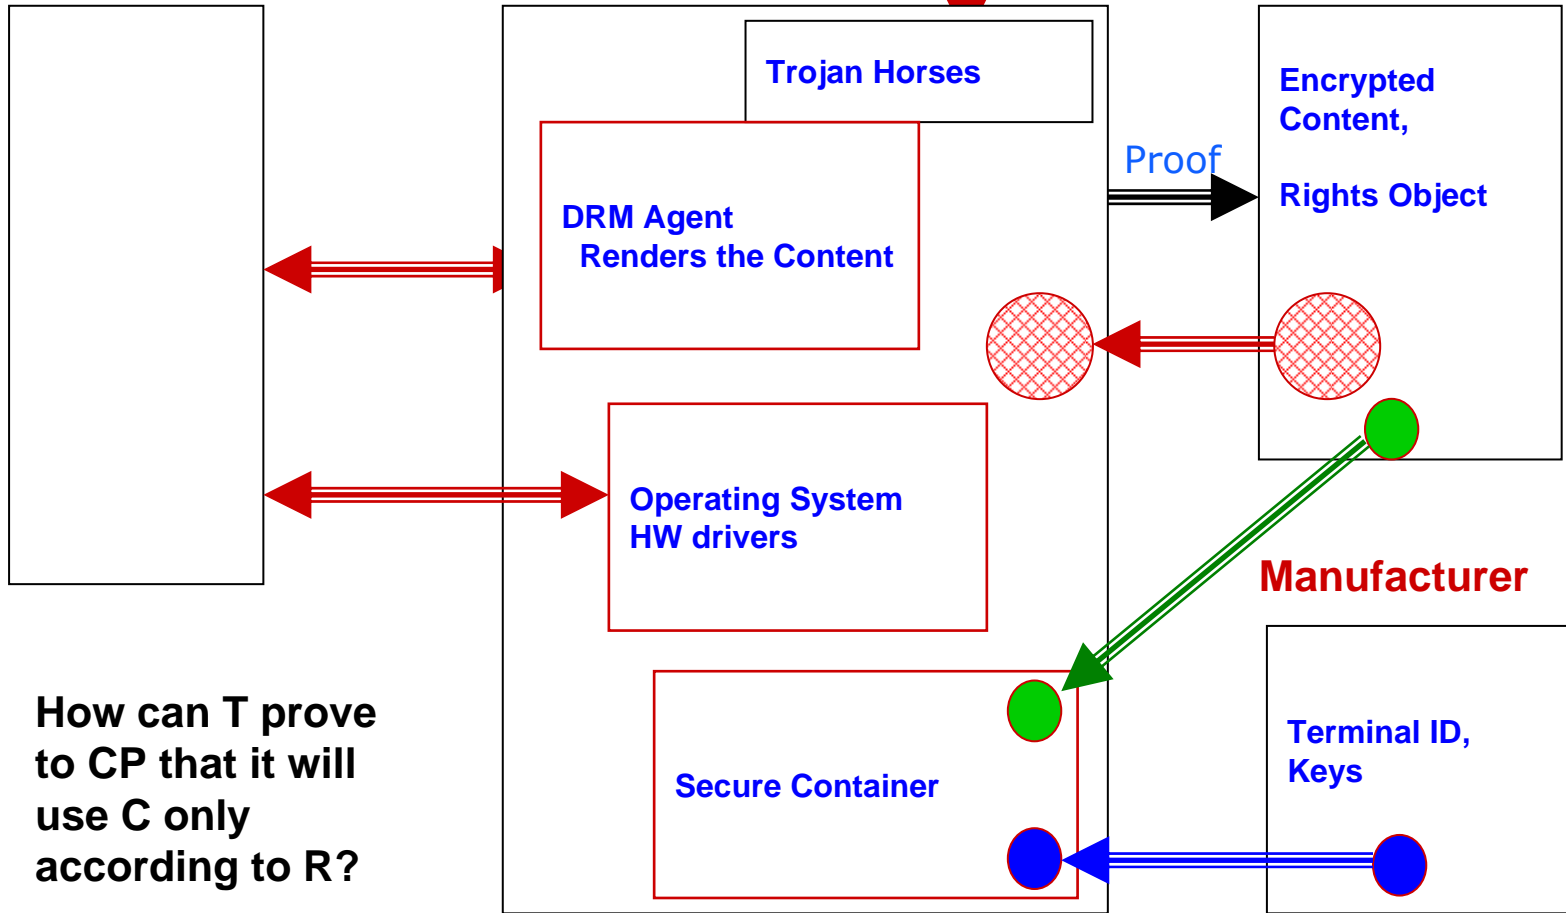 Trojan Horses
Encrypted
Content,
Proof
Rights Object
DRM Agent
Renders the Content
Operating System
HW drivers
Manufacturer
How can T prove
to CP that it will
use C only
according to R?
Secure Container
Terminal ID,
Keys